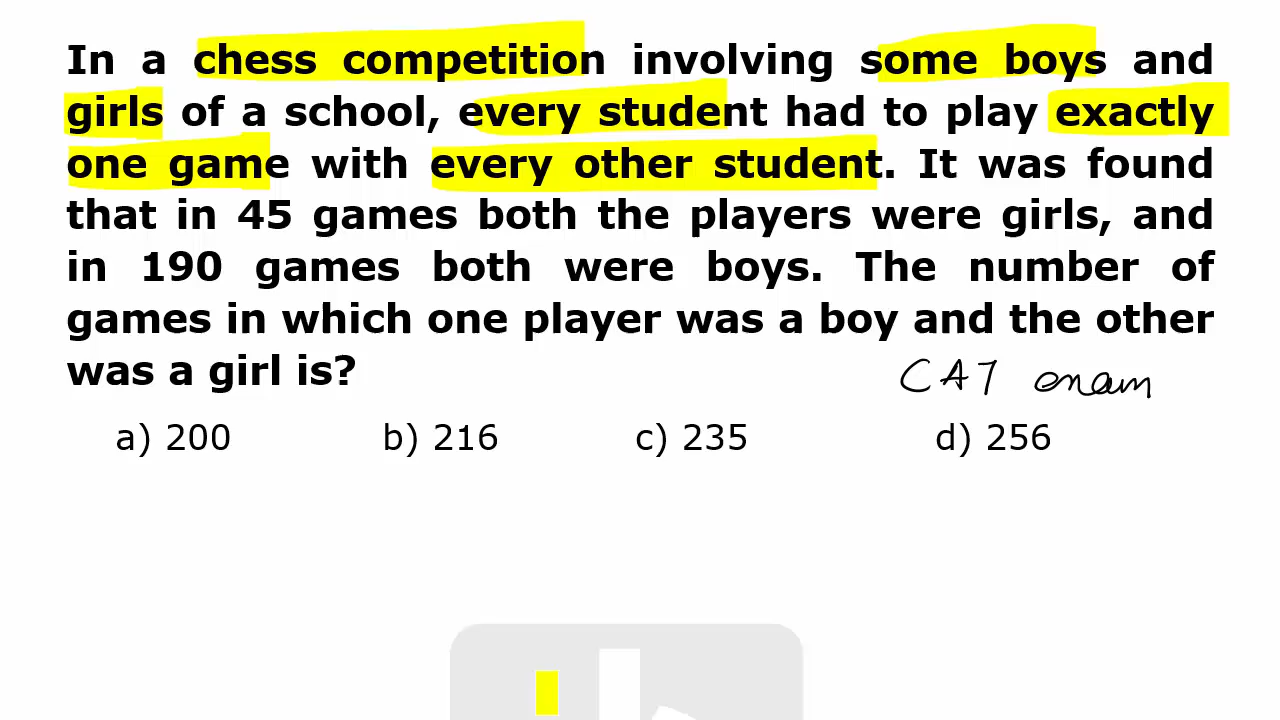 In a chess competition involving some boys and
girls of a school, every student had to play exactly
one game with every other student. It was found
that in 45 games both the players were girls, and
in 190 games both were boys. The number of
games in which one player was a boy and the other
was a girl is?
CAT exam
a) 200 b) 216 c) 235 d) 256